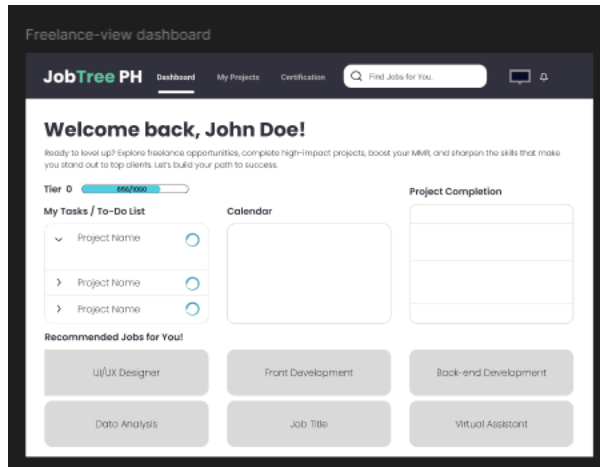 Freelance-view dashboard
JobTree PH
Dashboard
My Projects
Certification
Find Jobs for You.
Welcome back, John Doe!
Ready to level up? Explore freelance opportunities, complete high-impact projects, boost your MMR, and sharpen the skills that make
you stand out to top clients. Let's build your path to success.
Tier 0
856/1000
Project Completion
My Tasks / To-Do List
Calendar
Project Name
Project Name
Project Name
Recommended Jobs for You!
UI/UX Designer
Front Development
Back-end Development
Data Analysis
Job Title
Virtual Assistant